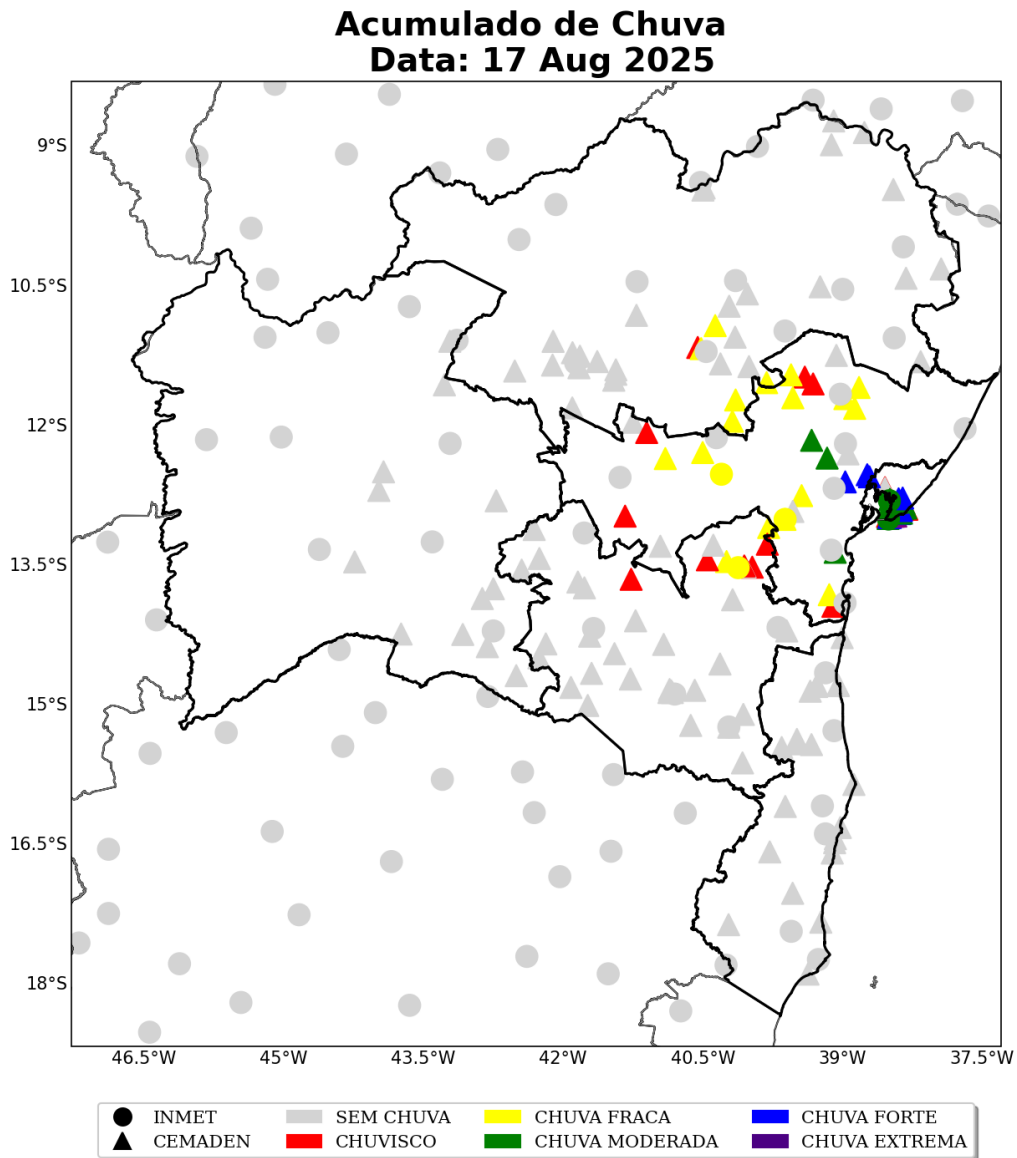 Acumulado de Chuva
Data: 17 Aug 2025
9°S
10.5°S
12°S
13.5°S
15°S
16.5°S
18°S
46.5°W 45°W 43.5°W 42°W 40.5°W 39°W 37.5°W
INMET SEM CHUVA CHUVA FRACA CHUVA FORTE
CEMADEN CHUVISCO CHUVA MODERADA CHUVA EXTREMA